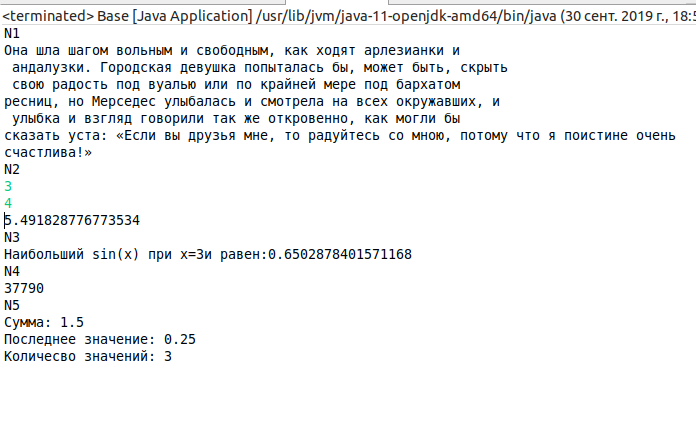 <terminated> Base [Java Application] /usr/lib/jvm/java-11-openjdk-amd64/bin/java (30 сент. 2019 г., 18:5
N1
Она шла шагом вольным и свободным, как ходят арлезианки и
андалузки. Городская девушка попыталась бы, может быть, скрыть
свою радость под вуалью или по крайней мере под бархатом
ресниц, но Мерседес улыбалась и смотрела на всех окружавших, и
улыбка и взгляд говорили так же откровенно, как могли бы
сказать уста: «Если вы друзья мне, то радуйтесь со мною, потому что я поистине очень
счастлива!»
N2
3
4
5.491828776773534
N3
Наибольший sin(x) при x=3и равен:0.6502878401571168
N4
37790
N5
Сумма: 1.5
Последнее значение: 0.25
Количесво значений: 3